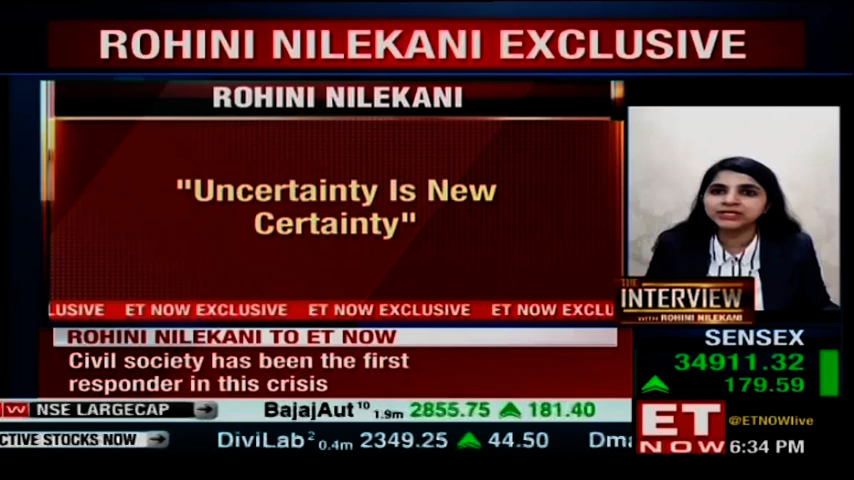 ROHINI NILEKANI EXCLUSIVE
ROHINI NILEKANI
"Uncertainty Is New
Certainty"
LUSIVE ET NOW EXCLUSIVE ET NOW EXCLUSIVE ET NOW EXCLU
THE
INTERVIEW
WITH ROHINI NILEKANI
ROHINI NILEKANI TO ET NOW
Civil society has been the first
responder in this crisis
SENSEX
34911.32
179.59
NSE LARGECAP BajajAut 10 1.9m 2855.75 181.40
CTIVE STOCKS NOW DiviLab 2 0.4m 2349.25 44.50 Dm
ET
NOW
@ETNOWlive
6:34 PM